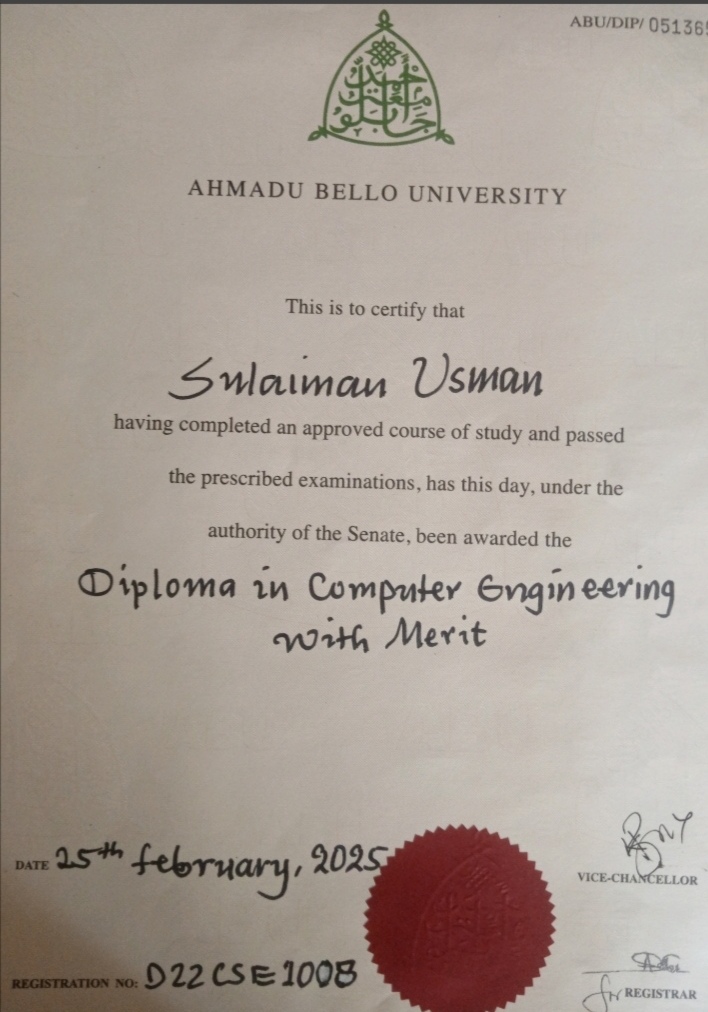 ABU/DIP/ 051369
AHMADU BELLO UNIVERSITY
This is to certify that
Sulaiman Usman
having completed an approved course of study and passed
the prescribed examinations, has this day, under the
authority of the Senate, been awarded the
Diploma in Computer Engineering
with Merit
DATE 25th february, 2025
VICE-CHANCELLOR
REGISTRATION NO: D22CSE1008
for REGISTRAR